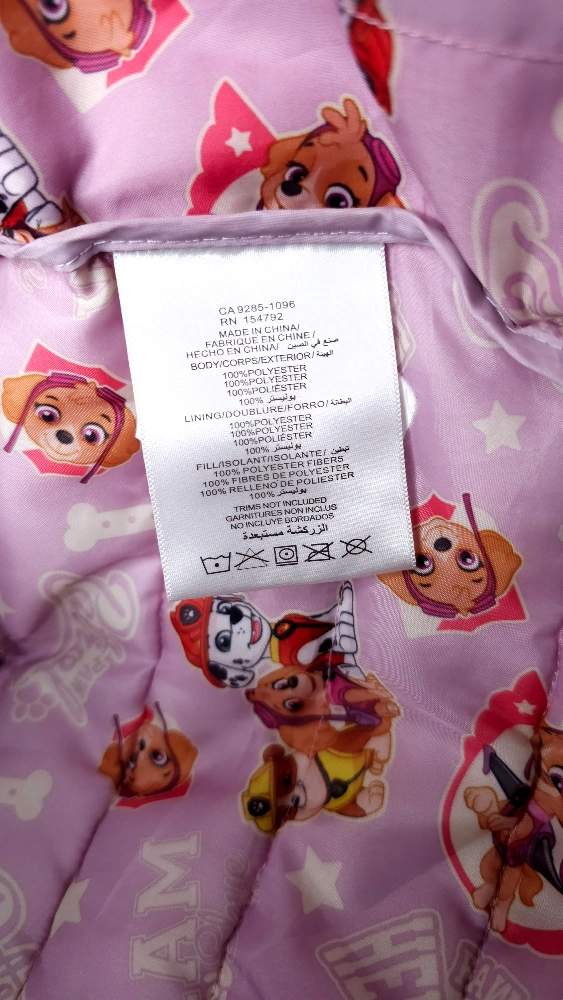 CA 9285-1096
RN 154792
MADE IN CHINA/
FABRIQUE EN CHINE /
HECHO EN CHINA/ صنع في الصين
BODY/CORPS/EXTERIOR/ الهيئة
100%POLYESTER
100%POLYESTER
100%POLIÉSTER
100% پوليستر
LINING/DOUBLURE/FORRO/ البطانة
100%POLYESTER
100%POLYESTER
100%POLIÉSTER
100% پوليستر
FILL/ISOLANT/ISOLANTE/ تبطين
100% POLYESTER FIBERS
100% FIBRES DE POLYESTER
100% RELLENO DE POLIESTER
100% پوليستر
TRIMS NOT INCLUDED
GARNITURES NON INCLUS
NO INCLUYE BORDADOS
الزركشة مستبعدة